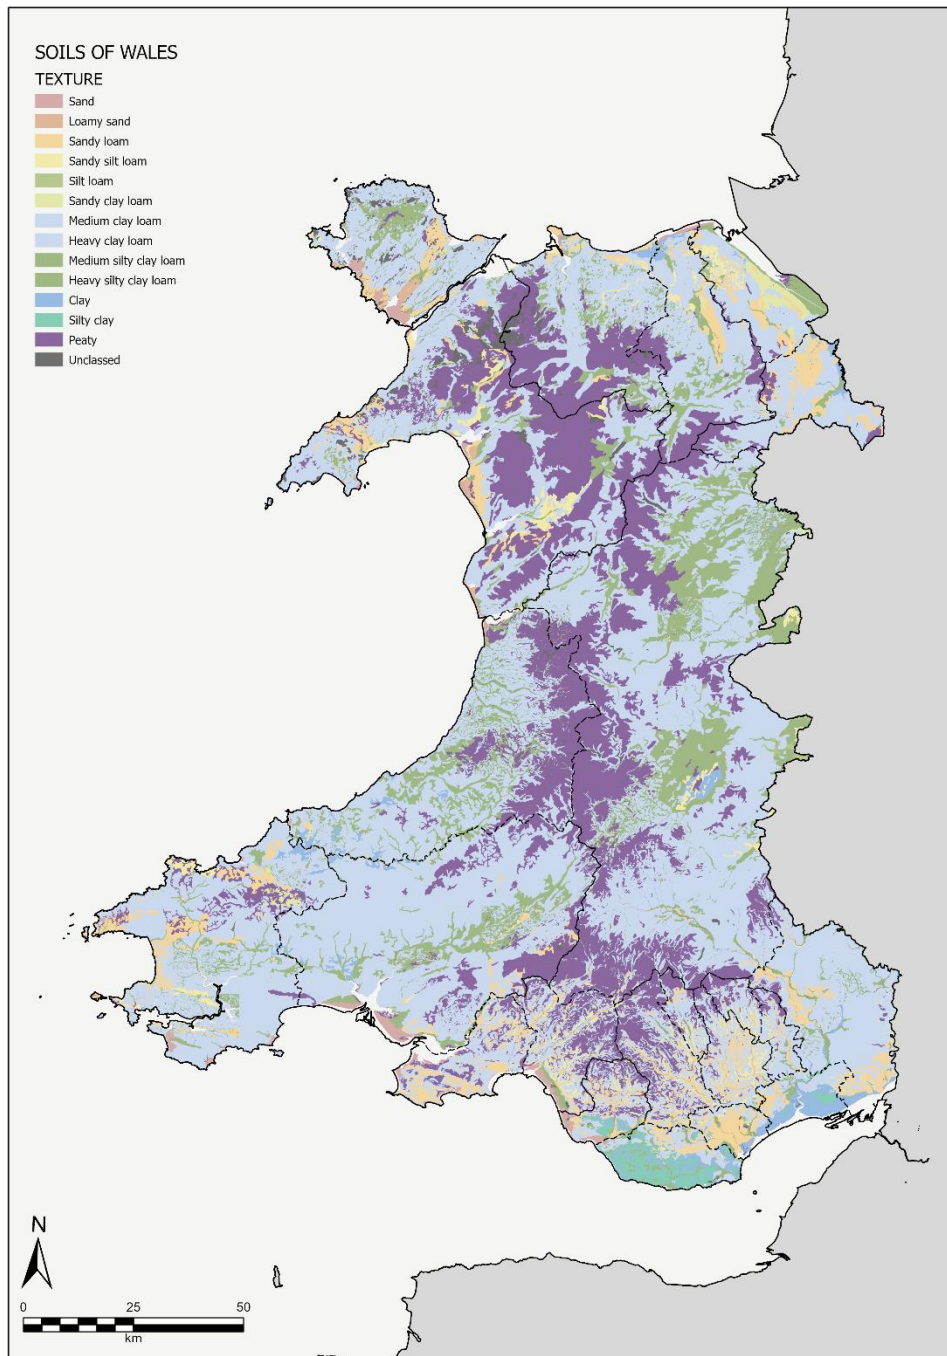 SOILS OF WALES
TEXTURE
Sand
Loamy sand
Sandy loam
Sandy silt loam
Silt loam
Sandy clay loam
Medium clay loam
Heavy clay loam
Medium silty clay loam
Heavy silty clay loam
Clay
Silty clay
Peaty
Unclassed
N
0 25 50
km